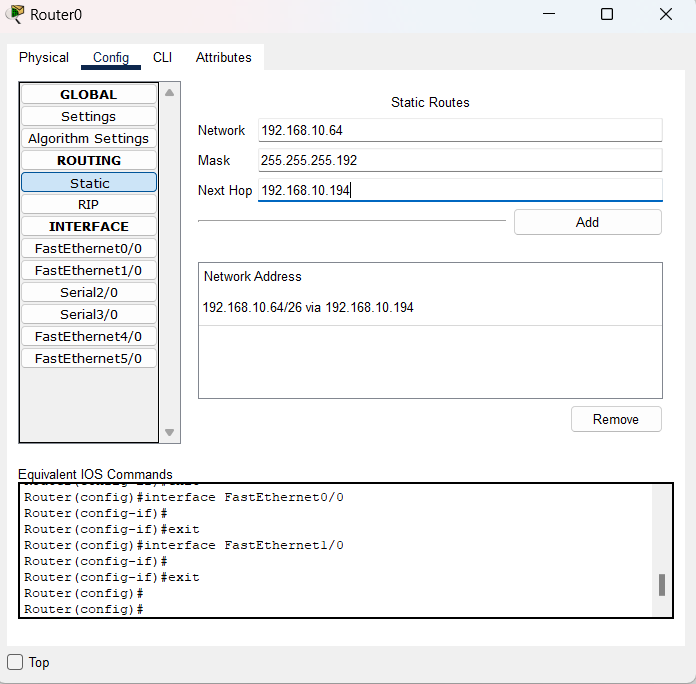 Router0
Physical Config CLI Attributes
GLOBAL
Settings
Algorithm Settings
ROUTING
Static
RIP
INTERFACE
FastEthernet0/0
FastEthernet1/0
Serial2/0
Serial3/0
FastEthernet4/0
FastEthernet5/0
Static Routes
Network 192.168.10.64
Mask 255.255.255.192
Next Hop 192.168.10.194
Add
Network Address
192.168.10.64/26 via 192.168.10.194
Remove
Equivalent IOS Commands
Router(config-if)#exit
Router(config)#interface FastEthernet0/0
Router(config-if)#
Router(config-if)#exit
Router(config)#interface FastEthernet1/0
Router(config-if)#
Router(config-if)#exit
Router(config)#
Router(config)#
Top